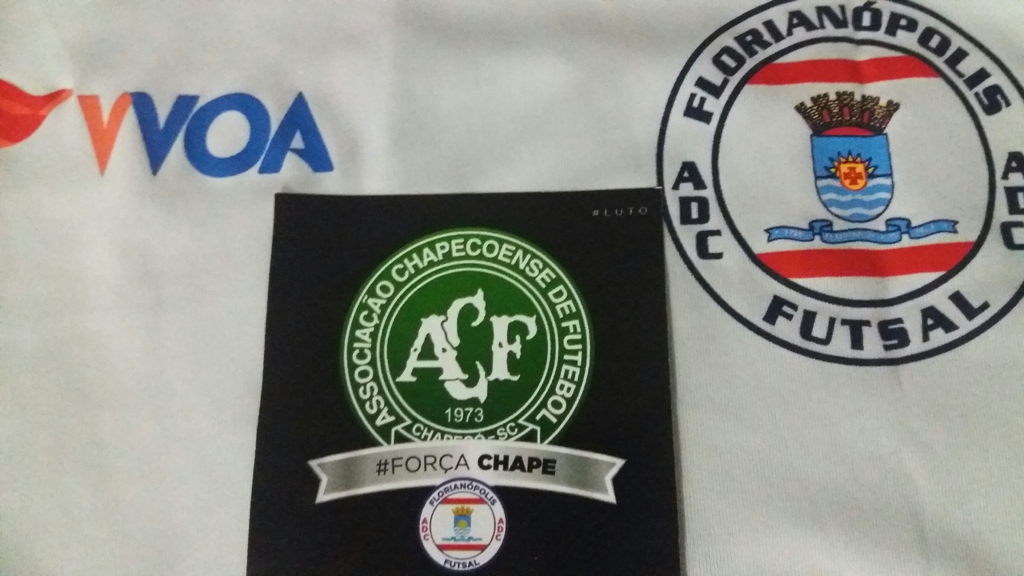 VVOA
FLORIANÓPOLIS
ADC
ADC
FUTSAL
#LUTO
ASSOCIAÇÃO CHAPECOENSE DE FUTEBOL
ACF
1973
CHAPECÓ - SC
#FORÇA CHAPE
FLORIANÓPOLIS
ADC
ADC
FUTSAL